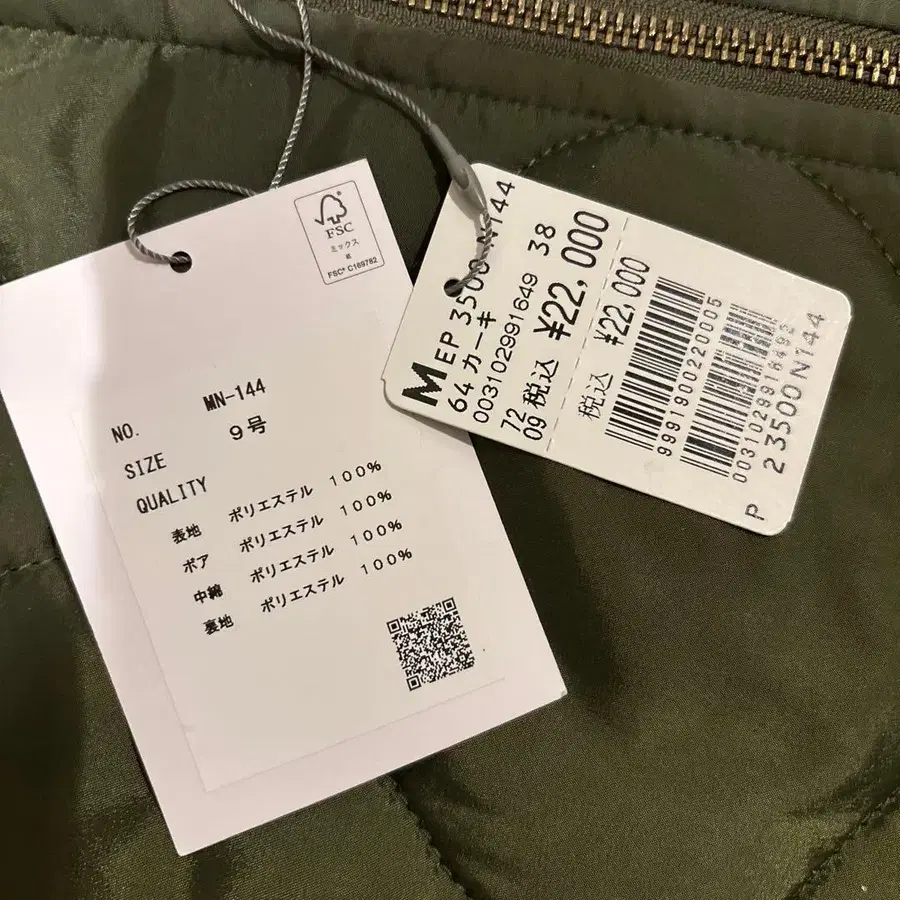 FSC
ミックス
紙
FSC® C169782
NO. MN-144
SIZE 9号
QUALITY
表地 ポリエステル 100%
ボア ポリエステル 100%
中綿 ポリエステル 100%
裏地 ポリエステル 100%
M EP 3500 N144
64 カーキ
003102991649 38
72
09 税込 ¥22,000
税込 ¥22,000
9991900220005
P 23500 N144